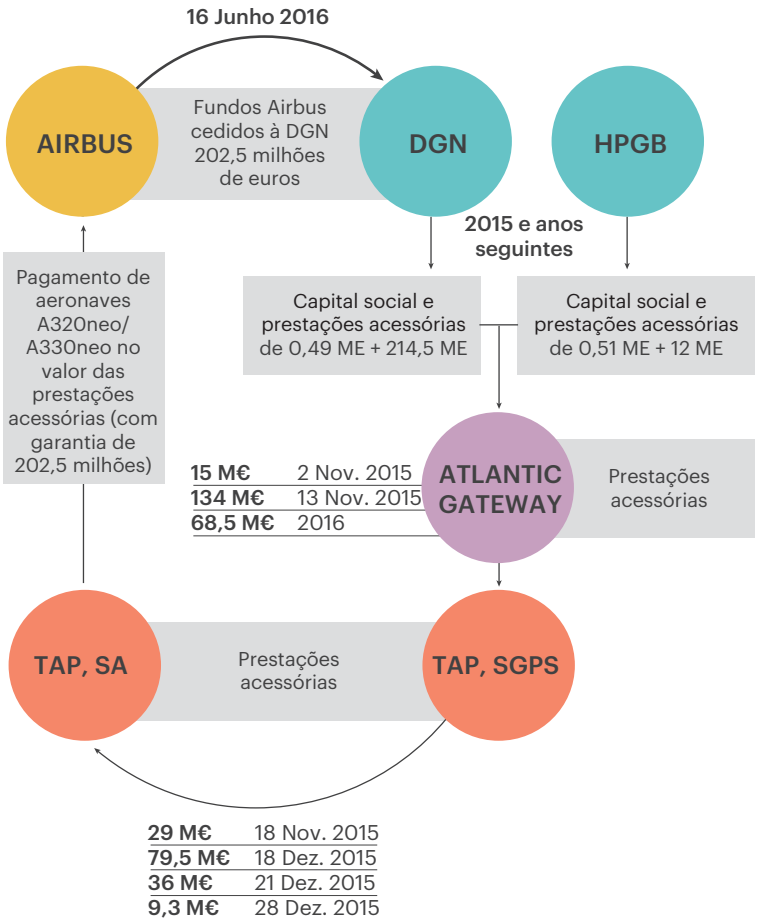 16 Junho 2016
AIRBUS
Fundos Airbus
cedidos à DGN
202,5 milhões
de euros
DGN
HPGB
2015 e anos
seguintes
Pagamento de
aeronaves
A320neo/
A330neo no
valor das
prestações
acessórias (com
garantia de
202,5 milhões)
Capital social e
prestações acessórias
de 0,49 ME + 214,5 ME
Capital social e
prestações acessórias
de 0,51 ME + 12 ME
15 M€ 2 Nov. 2015
134 M€ 13 Nov. 2015
68,5 M€ 2016
ATLANTIC
GATEWAY
Prestações
acessórias
TAP, SA
Prestações
acessórias
TAP, SGPS
29 M€ 18 Nov. 2015
79,5 M€ 18 Dez. 2015
36 M€ 21 Dez. 2015
9,3 M€ 28 Dez. 2015